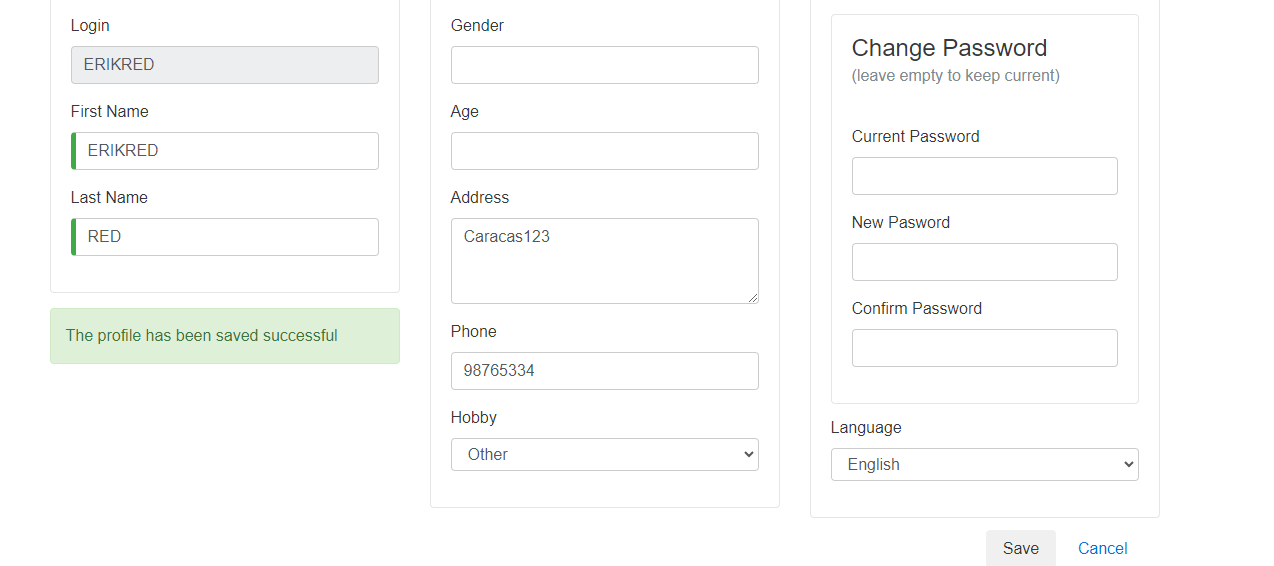 Login
ERIKRED
First Name
ERIKRED
Last Name
RED
The profile has been saved successful
Gender
Age
Address
Caracas123
Phone
98765334
Hobby
Other
Change Password
(leave empty to keep current)
Current Password
New Pasword
Confirm Password
Language
English
Save
Cancel